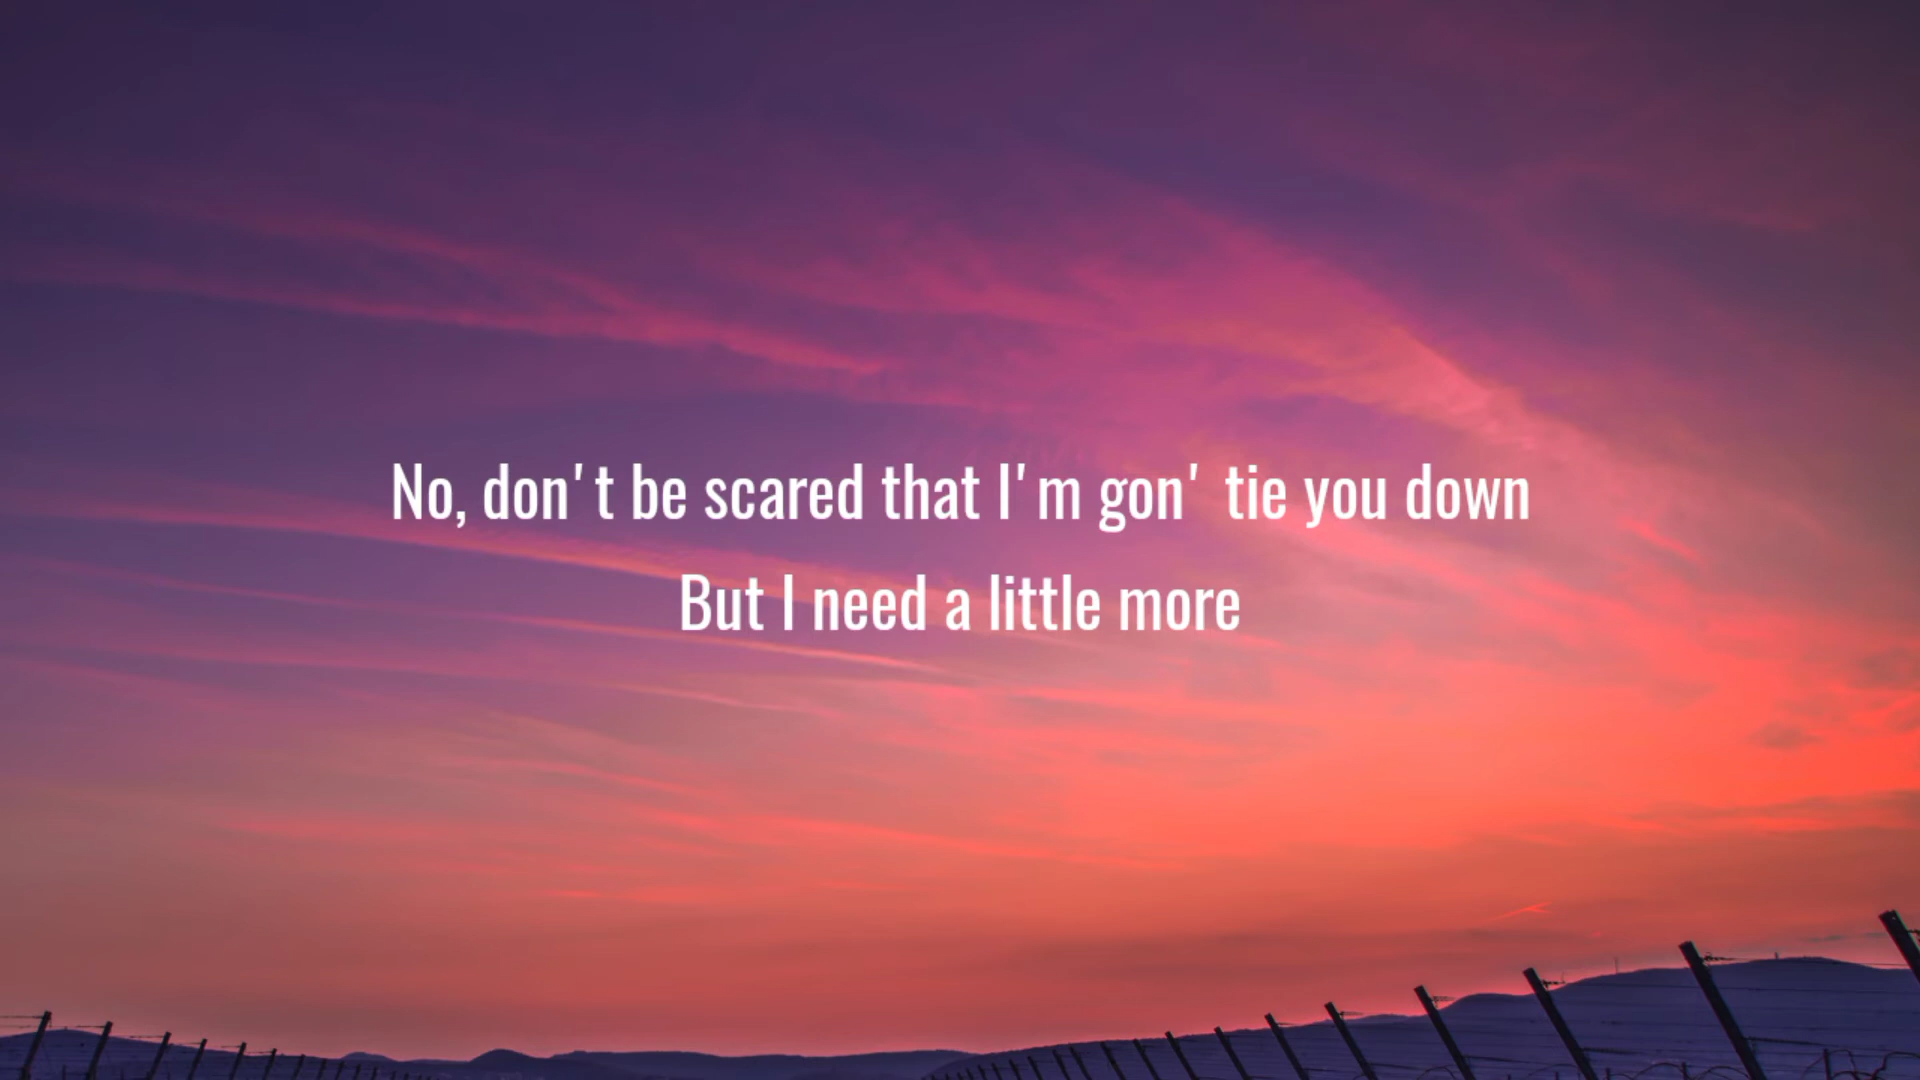 No, don't be scared that I'm gon' tie you down
But I need a little more